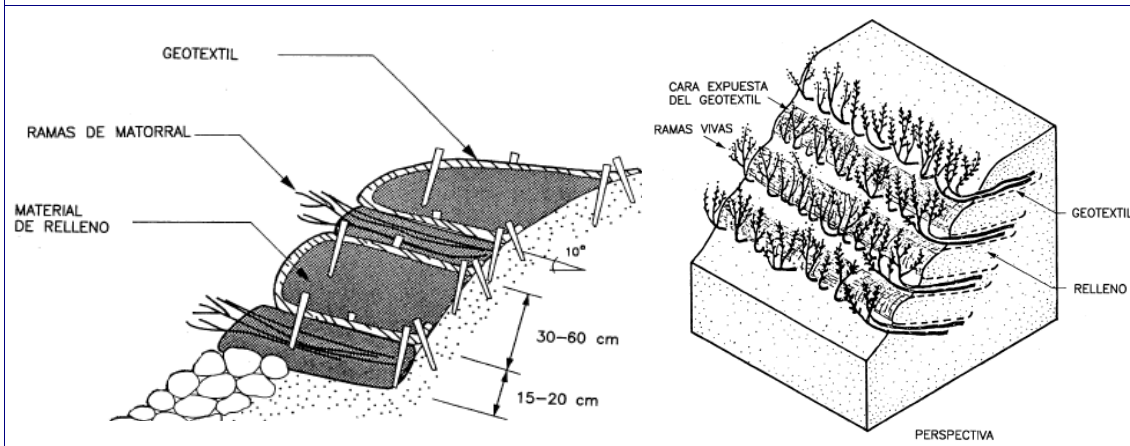 GEOTEXTIL
RAMAS DE MATORRAL
MATERIAL
DE RELLENO
10°
30-60 cm
15-20 cm
CARA EXPUESTA
DEL GEOTEXTIL
RAMAS VIVAS
GEOTEXTIL
RELLENO
PERSPECTIVA